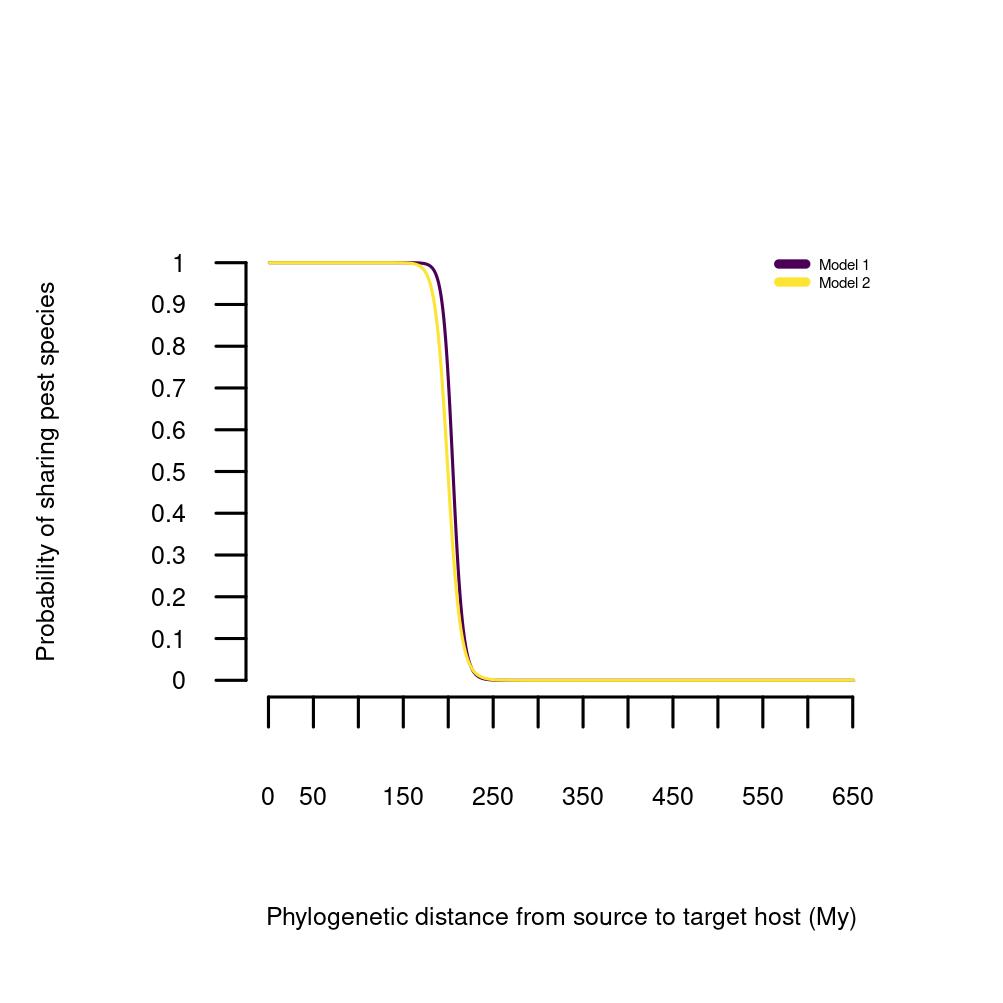 Model 1
Model 2
1
0.9
0.8
0.7
0.6
0.5
0.4
0.3
0.2
0.1
0
Probability of sharing pest species
0 50 150 250 350 450 550 650
Phylogenetic distance from source to target host (My)